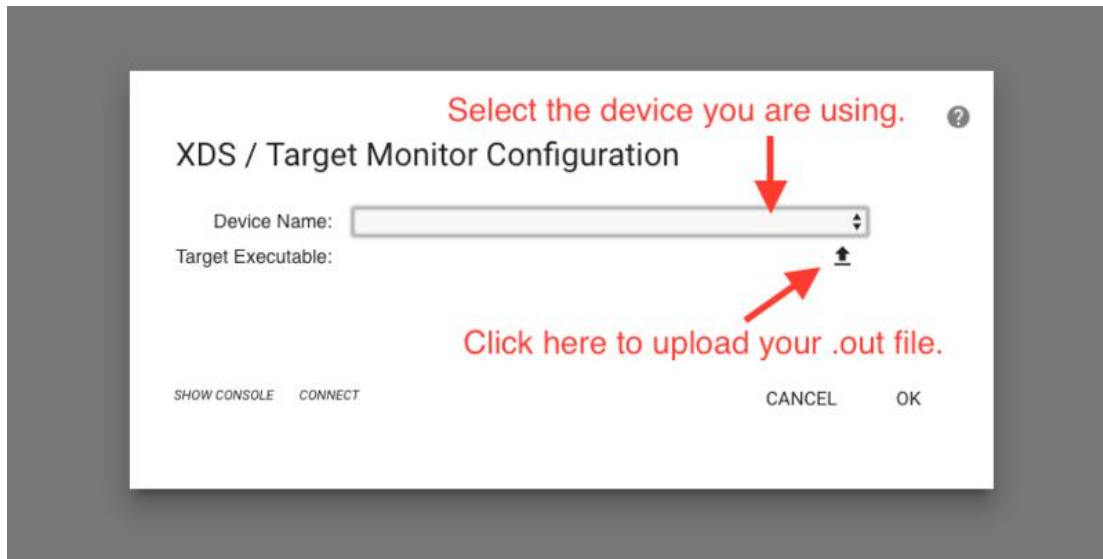 Select the device you are using.
?
XDS / Target Monitor Configuration
Device Name:
Target Executable:
Click here to upload your .out file.
SHOW CONSOLE CONNECT CANCEL OK